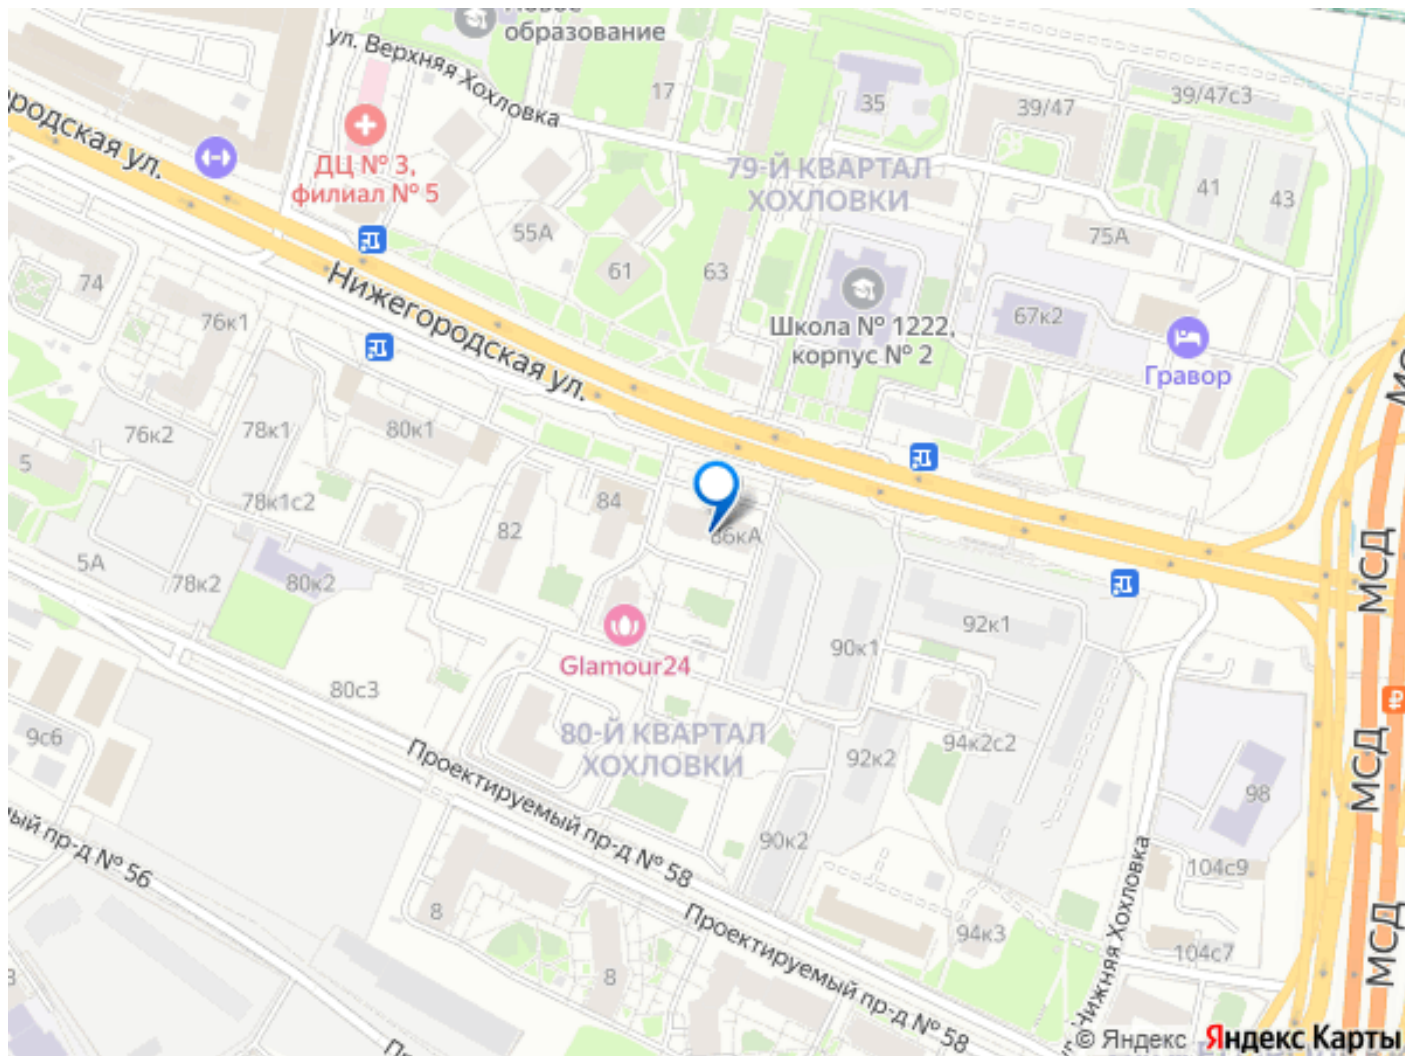 образование
ул. Верхняя Хохловка
17
35
39/47
39/47с3
ородская ул.
ДЦ № 3,
филиал № 5
79-Й КВАРТАЛ
ХОХЛОВКИ
41
43
55А
61
63
75А
74
76к1
Нижегородская ул.
Школа № 1222,
корпус № 2
67к2
Гравор
76к2
78к1
80к1
5
78к1с2
82
84
86кА
5А
78к2
80к2
Glamour24
90к1
92к1
МСД
80с3
80-Й КВАРТАЛ
ХОХЛОВКИ
9с6
92к2
94к2с2
98
МСД
Проектируемый пр-д № 58
90к2
ый пр-д № 56
104с9
8
Проектируемый пр-д № 58
94к3
104с7
МСД
8
Нижняя Хохловка
© Яндекс
Яндекс Карты